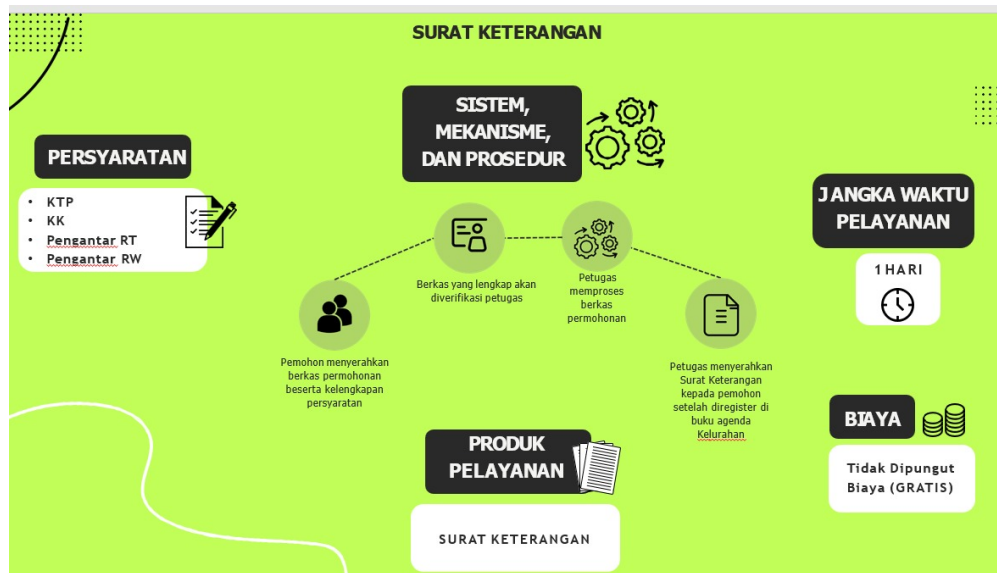 SURAT KETERANGAN
PERSYARATAN
• KTP
• KK
• Pengantar RT
• Pengantar RW
SISTEM,
MEKANISME,
DAN PROSEDUR
Pemohon menyerahkan
berkas permohonan
beserta kelengkapan
persyaratan
Berkas yang lengkap akan
diverifikasi petugas
Petugas
memproses
berkas
permohonan
Petugas menyerahkan
Surat Keterangan
kepada pemohon
setelah diregister di
buku agenda
Kelurahan
JANGKA WAKTU
PELAYANAN
1 HARI
BIAYA
Tidak Dipungut
Biaya (GRATIS)
PRODUK
PELAYANAN
SURAT KETERANGAN